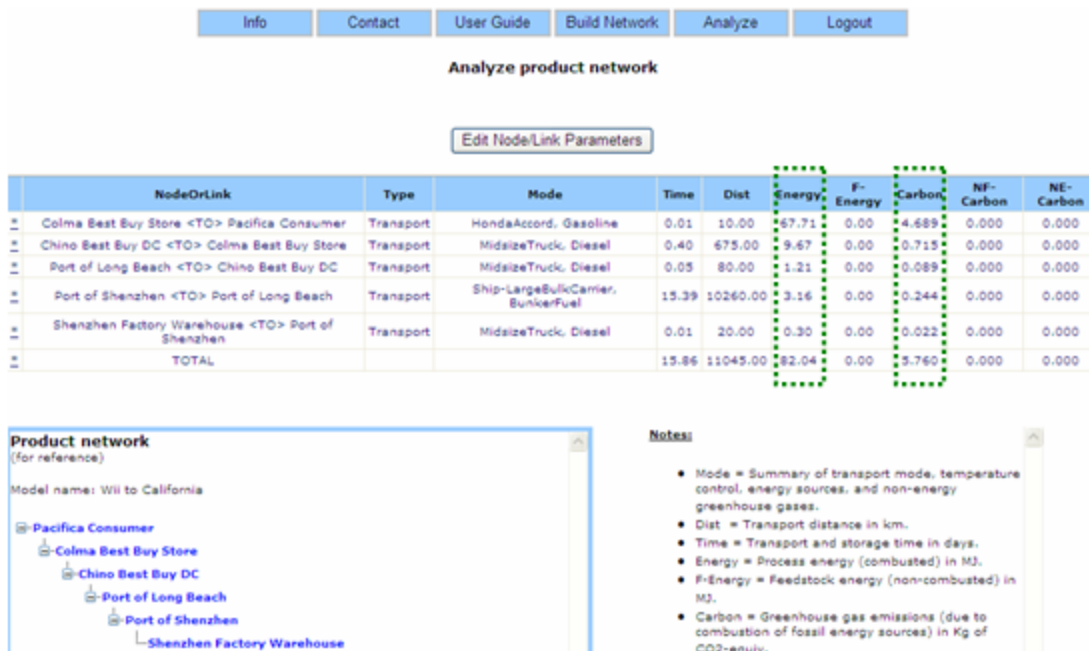 Info Contact User Guide Build Network Analyze Logout
Analyze product network
Edit Node/Link Parameters
NodeOrLink Type Mode Time Dist Energy F-Energy Carbon NF-Carbon NE-Carbon
Colma Best Buy Store <TO> Pacifica Consumer Transport HondaAccord, Gasoline 0.01 10.00 67.71 0.00 4.689 0.000 0.000
Chino Best Buy DC <TO> Colma Best Buy Store Transport MidsizeTruck, Diesel 0.40 675.00 9.67 0.00 0.715 0.000 0.000
Port of Long Beach <TO> Chino Best Buy DC Transport MidsizeTruck, Diesel 0.05 80.00 1.21 0.00 0.089 0.000 0.000
Port of Shenzhen <TO> Port of Long Beach Transport Ship-LargeBulkCarrier, BunkerFuel 15.39 10260.00 3.16 0.00 0.244 0.000 0.000
Shenzhen Factory Warehouse <TO> Port of Shenzhen Transport MidsizeTruck, Diesel 0.01 20.00 0.30 0.00 0.022 0.000 0.000
TOTAL 15.86 11045.00 82.04 0.00 5.760 0.000 0.000
Product network
(for reference)
Model name: Wii to California
Pacifica Consumer
Colma Best Buy Store
Chino Best Buy DC
Port of Long Beach
Port of Shenzhen
Shenzhen Factory Warehouse
Notes:
• Mode = Summary of transport mode, temperature
control, energy sources, and non-energy
greenhouse gases.
• Dist = Transport distance in km.
• Time = Transport and storage time in days.
• Energy = Process energy (combusted) in MJ.
• F-Energy = Feedstock energy (non-combusted) in
MJ.
• Carbon = Greenhouse gas emissions (due to
combustion of fossil energy sources) in Kg of
CO2-equiv.